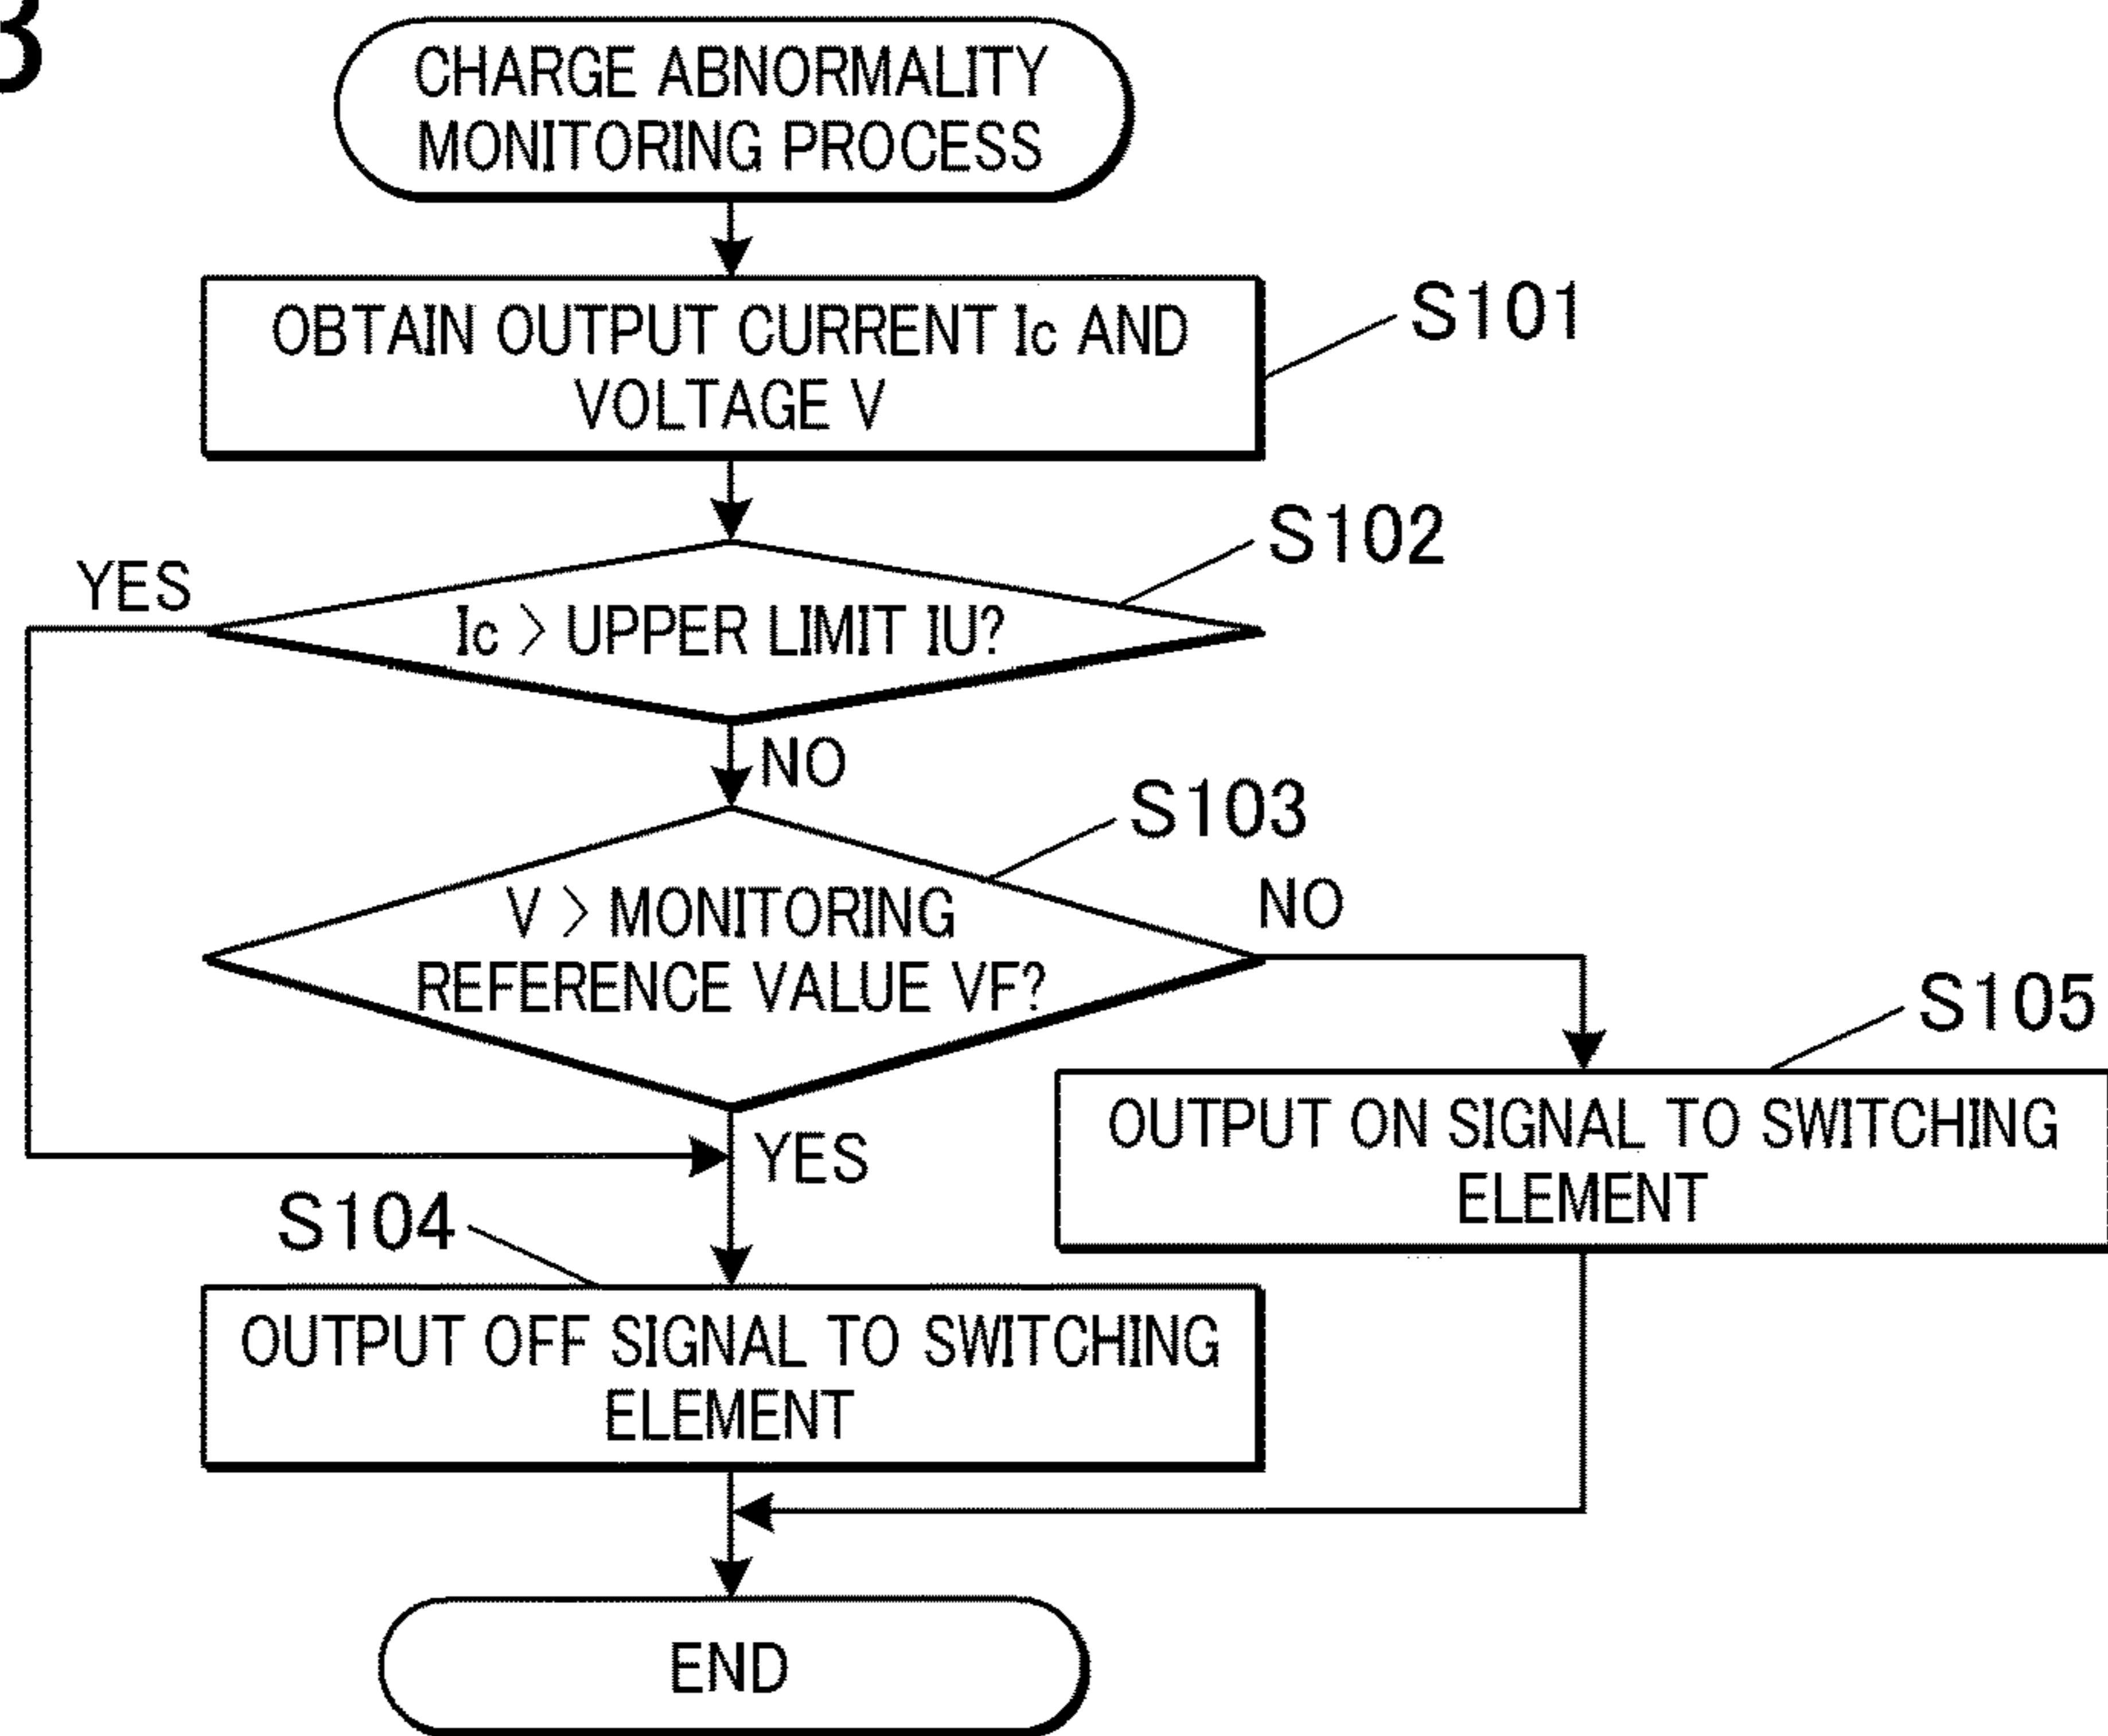 3
CHARGE ABNORMALITY
MONITORING PROCESS
OBTAIN OUTPUT CURRENT Ic AND
VOLTAGE V
S101
S102
YES
Ic > UPPER LIMIT IU?
NO
S103
V > MONITORING
REFERENCE VALUE VF?
NO
S105
OUTPUT ON SIGNAL TO SWITCHING
ELEMENT
YES
S104
OUTPUT OFF SIGNAL TO SWITCHING
ELEMENT
END